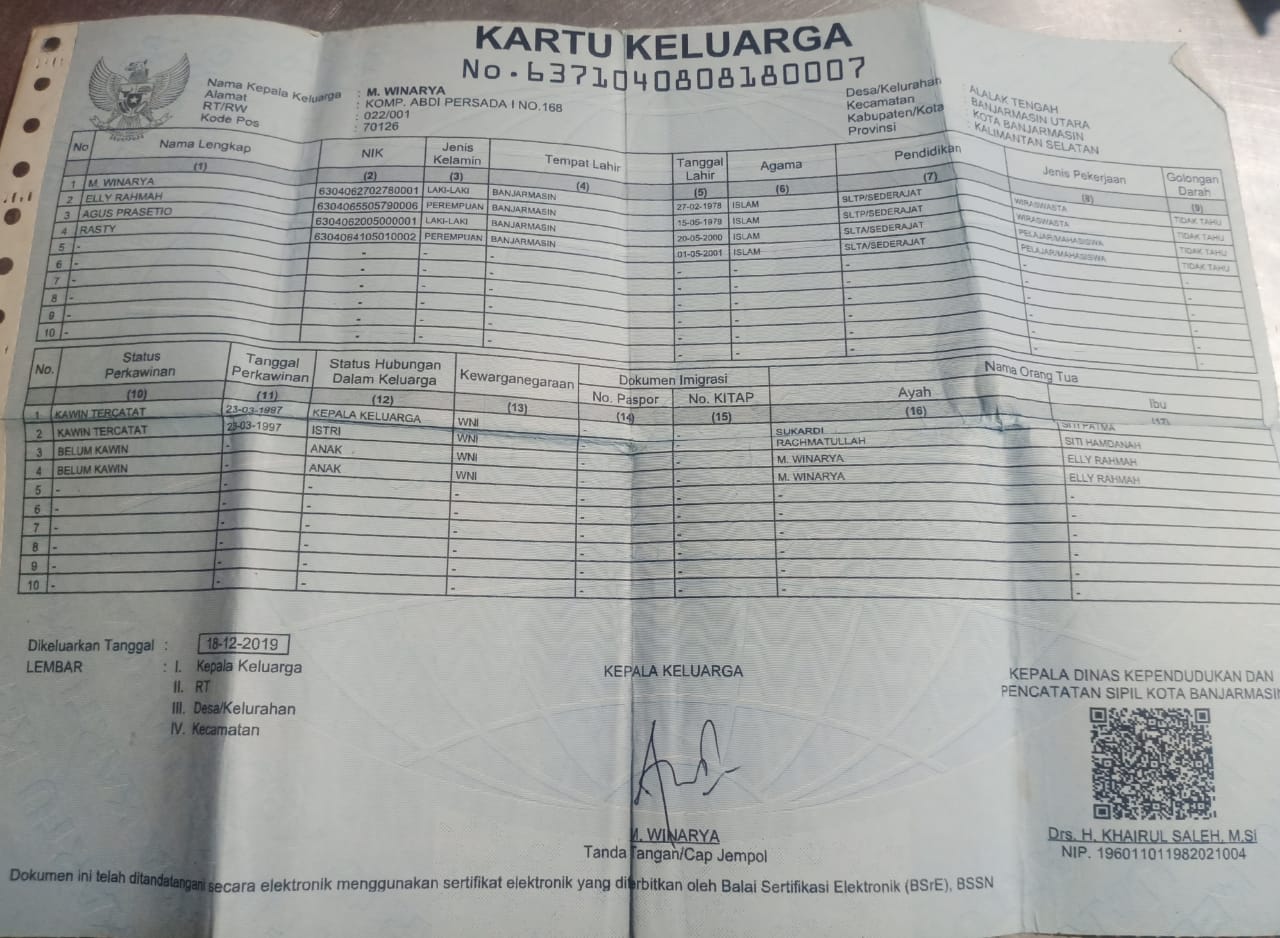 KARTU KELUARGA
No. 6371040808180007
Nama Kepala Keluarga : M. WINARYA
Alamat : KOMP. ABDI PERSADA I NO.168
RT/RW : 022/001
Kode Pos : 70126
Desa/Kelurahan : ALALAK TENGAH
Kecamatan : BANJARMASIN UTARA
Kabupaten/Kota : KOTA BANJARMASIN
Provinsi : KALIMANTAN SELATAN
No Nama Lengkap NIK Jenis Kelamin Tempat Lahir Tanggal Lahir Agama Pendidikan Jenis Pekerjaan Golongan Darah
(1) (2) (3) (4) (5) (6) (7) (8) (9)
1 M. WINARYA 6304062702780001 LAKI-LAKI BANJARMASIN 27-02-1978 ISLAM SLTP/SEDERAJAT WIRASWASTA TIDAK TAHU
2 ELLY RAHMAH 6304065505790006 PEREMPUAN BANJARMASIN 15-05-1979 ISLAM SLTP/SEDERAJAT WIRASWASTA TIDAK TAHU
3 AGUS PRASETIO 6304062005000001 LAKI-LAKI BANJARMASIN 20-05-2000 ISLAM SLTA/SEDERAJAT PELAJAR/MAHASISWA TIDAK TAHU
4 RASTY 6304064105010002 PEREMPUAN BANJARMASIN 01-05-2001 ISLAM SLTA/SEDERAJAT PELAJAR/MAHASISWA TIDAK TAHU
5 - - - - - - - - -
6 - - - - - - - - -
7 - - - - - - - - -
8 - - - - - - - - -
9 - - - - - - - - -
10 - - - - - - - - -
No. Status Perkawinan Tanggal Perkawinan Status Hubungan Dalam Keluarga Kewarganegaraan Dokumen Imigrasi Nama Orang Tua
No. Paspor No. KITAP Ayah Ibu
(10) (11) (12) (13) (14) (15) (16) (17)
1 KAWIN TERCATAT 23-03-1997 KEPALA KELUARGA WNI - - SUKARDI SITI FATMA
2 KAWIN TERCATAT 23-03-1997 ISTRI WNI - - RACHMATULLAH SITI HAMDANAH
3 BELUM KAWIN - ANAK WNI - - M. WINARYA ELLY RAHMAH
4 BELUM KAWIN - ANAK WNI - - M. WINARYA ELLY RAHMAH
5 - - - - - - - -
6 - - - - - - - -
7 - - - - - - - -
8 - - - - - - - -
9 - - - - - - - -
10 - - - - - - - -
Dikeluarkan Tanggal : 18-12-2019
LEMBAR : I. Kepala Keluarga
II. RT
III. Desa/Kelurahan
IV. Kecamatan
KEPALA KELUARGA
M. WINARYA
Tanda Tangan/Cap Jempol
KEPALA DINAS KEPENDUDUKAN DAN
PENCATATAN SIPIL KOTA BANJARMASIN
Drs. H. KHAIRUL SALEH, M.Si
NIP. 196011011982021004
Dokumen ini telah ditandatangani secara elektronik menggunakan sertifikat elektronik yang diterbitkan oleh Balai Sertifikasi Elektronik (BSrE), BSSN